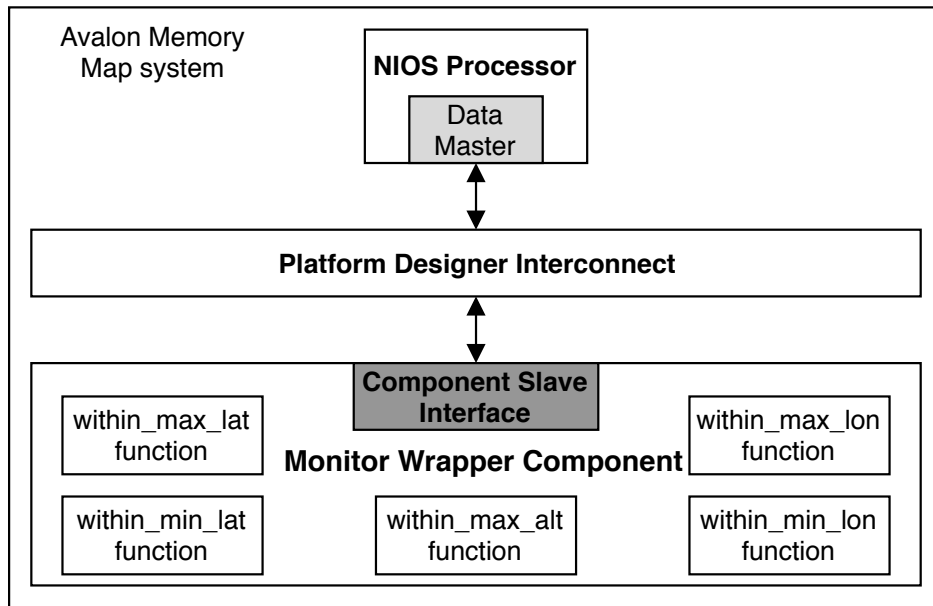 Avalon Memory
Map system
NIOS Processor
Data
Master
Platform Designer Interconnect
Component Slave
Interface
within_max_lat
function
within_max_lon
function
Monitor Wrapper Component
within_min_lat
function
within_max_alt
function
within_min_lon
function